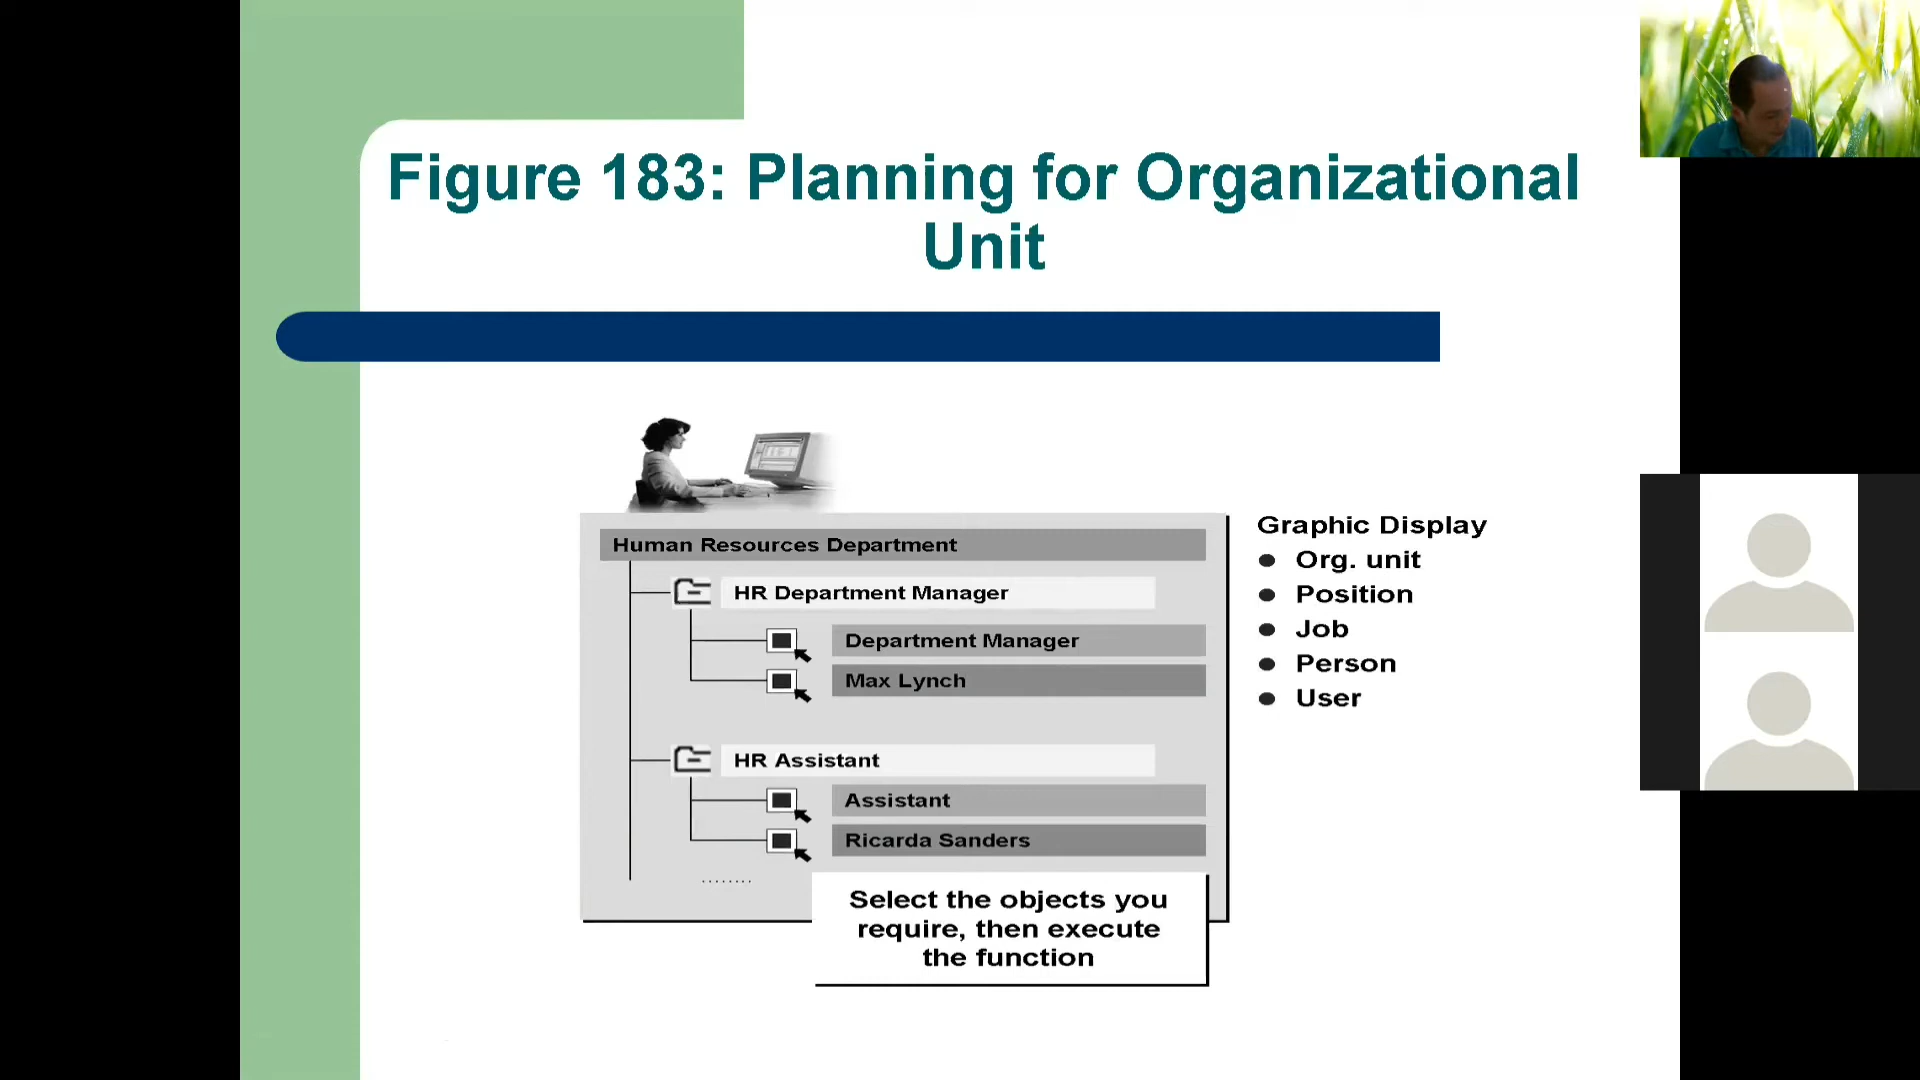 Figure 183: Planning for Organizational
Unit
Human Resources Department
HR Department Manager
Department Manager
Max Lynch
HR Assistant
Assistant
Ricarda Sanders
........
Select the objects you
require, then execute
the function
Graphic Display
● Org. unit
● Position
● Job
● Person
● User